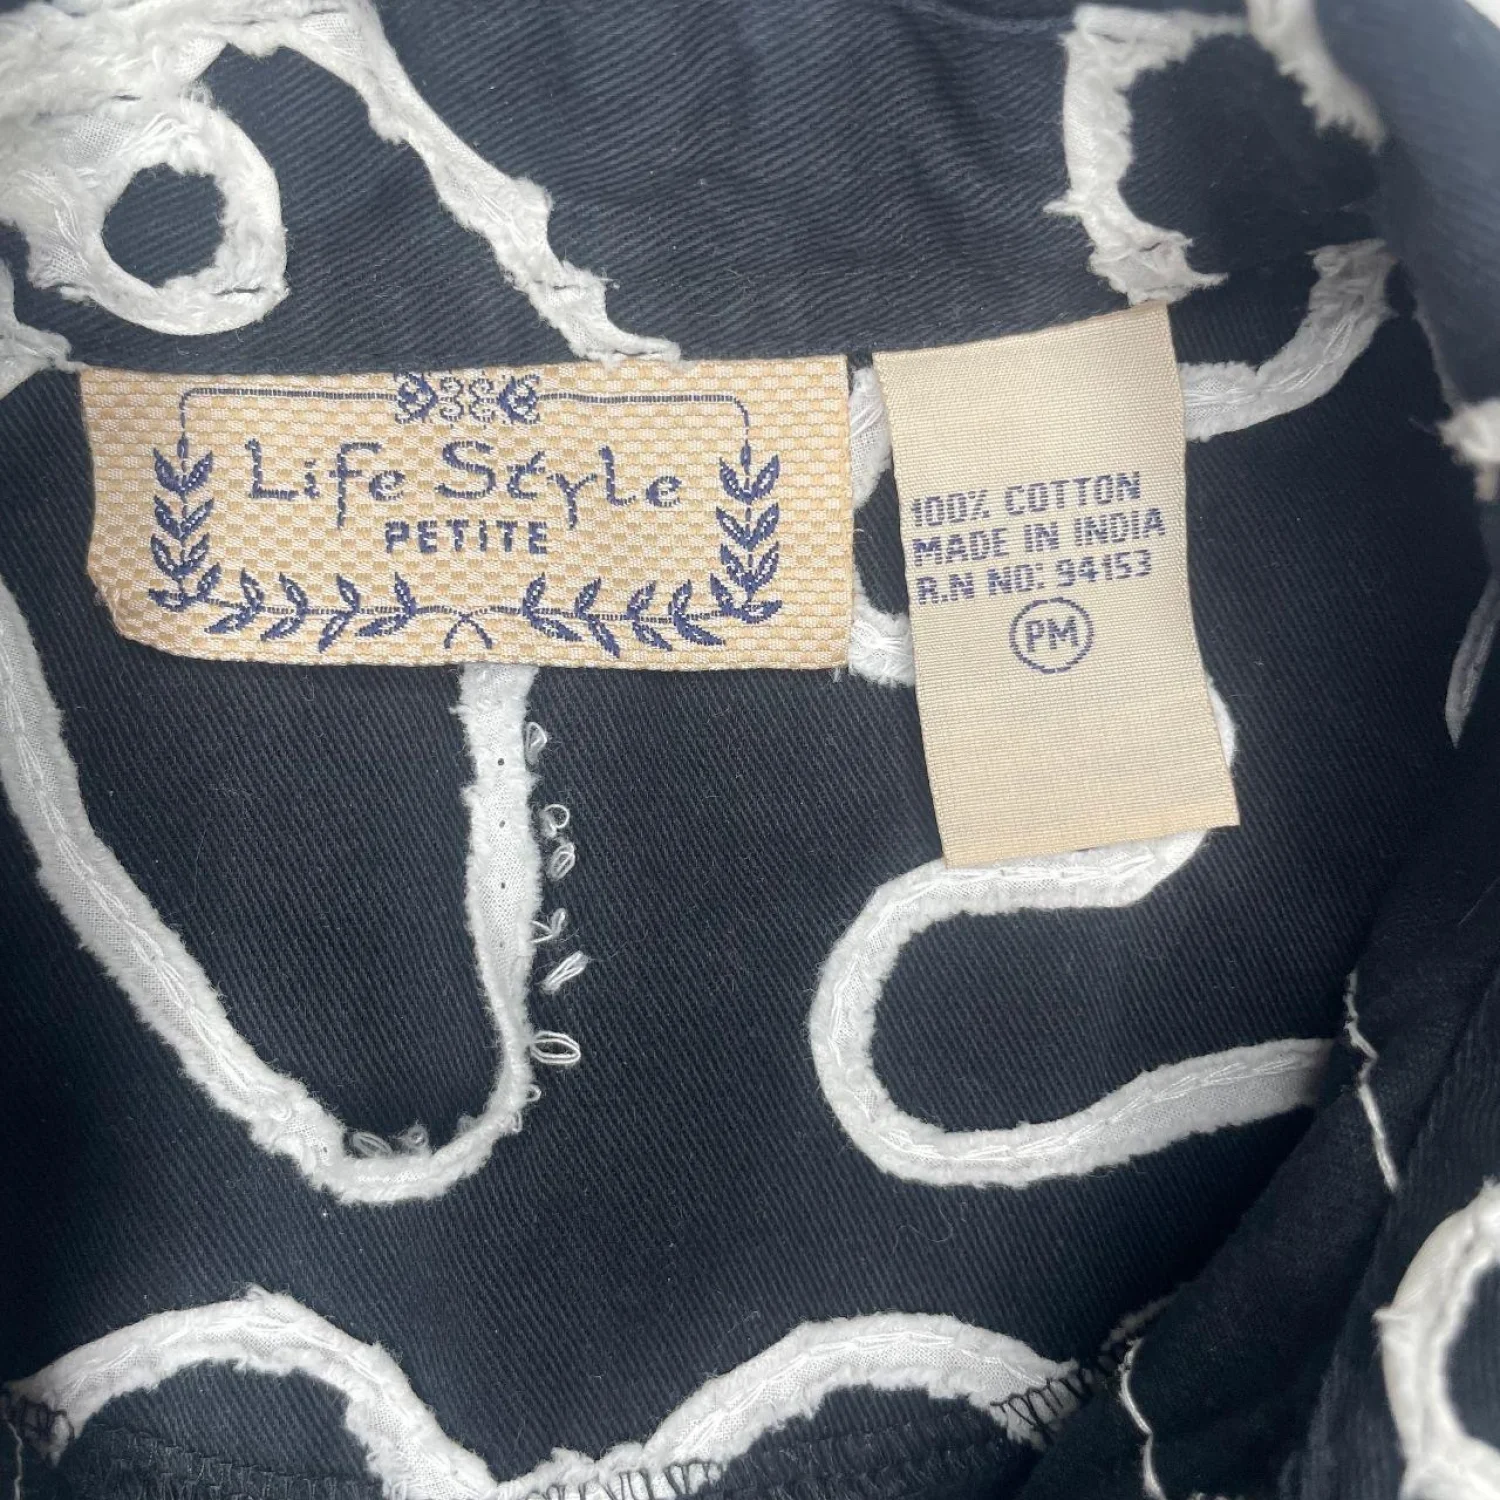 Life Style
PETITE
100% COTTON
MADE IN INDIA
R.N NO: 94153
PM